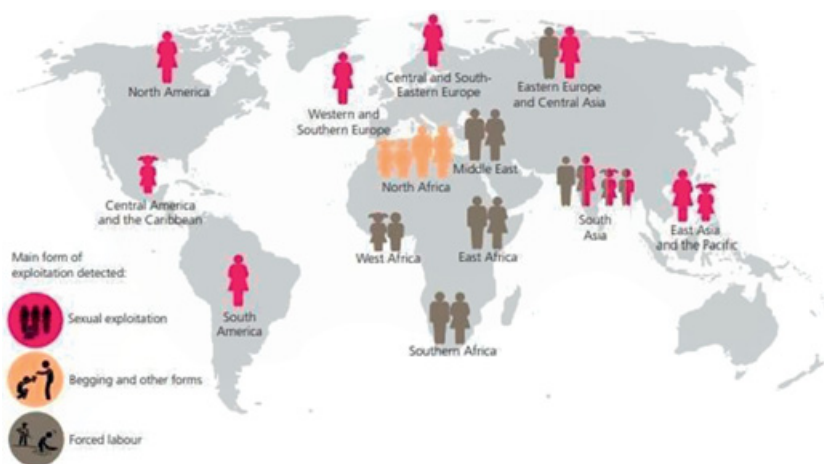 North America
Central and South-
Eastern Europe
Eastern Europe
and Central Asia
Western and
Southern Europe
Middle East
North Africa
Central America
and the Caribbean
South
Asia
East Asia
and the Pacific
West Africa
East Africa
Main form of
exploitation detected:
Sexual exploitation
South
America
Southern Africa
Begging and other forms
Forced labour